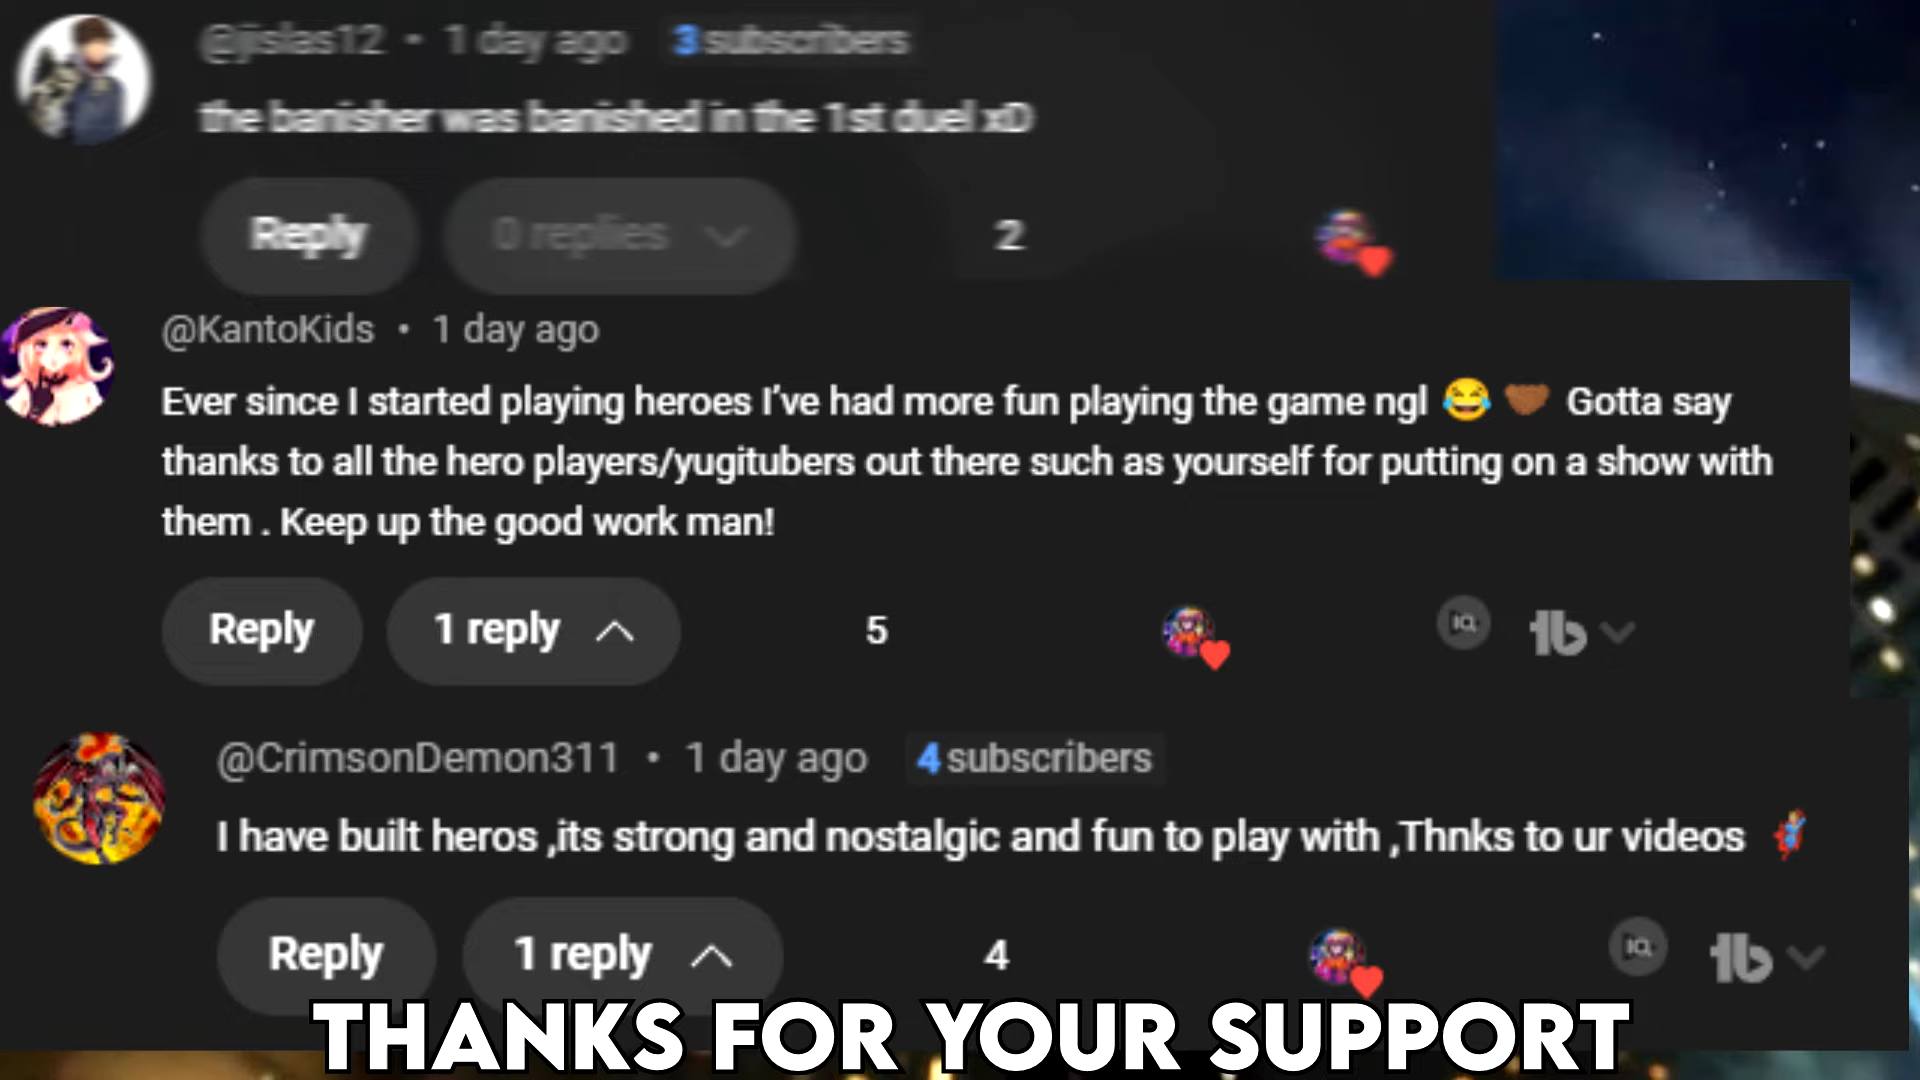 @jislas12 • 1 day ago 3 subscribers
the banisher was banished in the 1st duel xD
Reply 0 replies 2
@KantoKids • 1 day ago
Ever since I started playing heroes I've had more fun playing the game ngl 😂 🤎 Gotta say
thanks to all the hero players/yugitubers out there such as yourself for putting on a show with
them . Keep up the good work man!
Reply 1 reply 5 IQ tb
@CrimsonDemon311 • 1 day ago 4 subscribers
I have built heros ,its strong and nostalgic and fun to play with ,Thnks to ur videos
Reply 1 reply 4 IQ tb
THANKS FOR YOUR SUPPORT